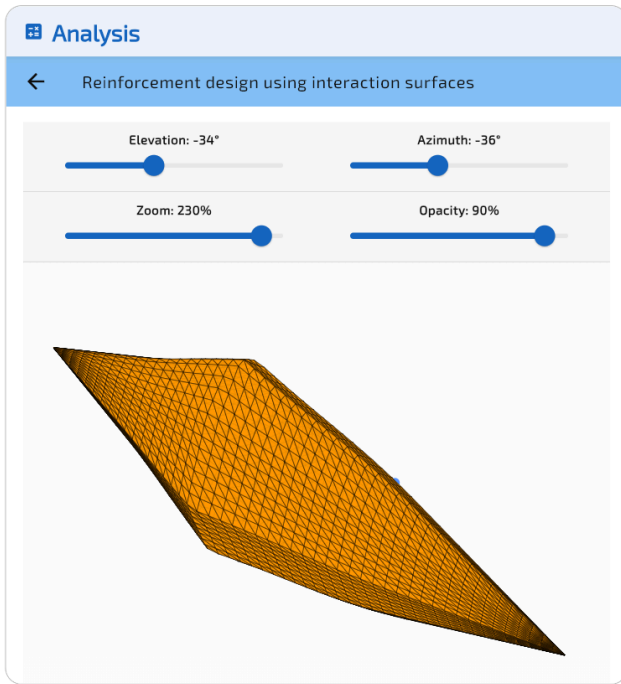 Analysis
Reinforcement design using interaction surfaces
Elevation: -34°
Azimuth: -36°
Zoom: 230%
Opacity: 90%